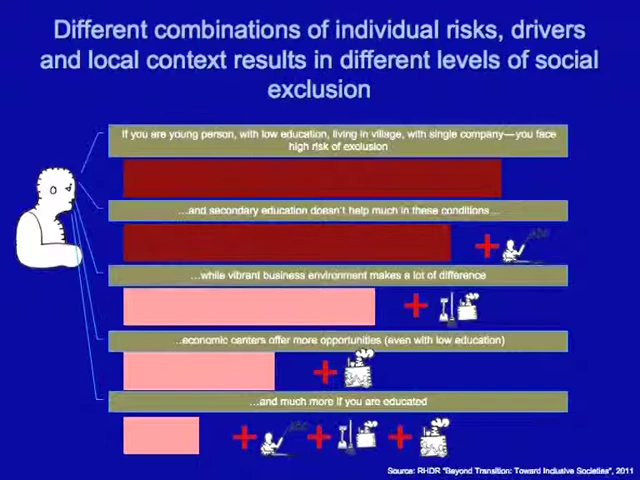 Different combinations of individual risks, drivers
and local context results in different levels of social
exclusion
If you are young person, with low education, living in village, with single company—you face
high risk of exclusion
...and secondary education doesn't help much in these conditions...
...while vibrant business environment makes a lot of difference
...economic centers offer more opportunities (even with low education)
...and much more if you are educated
Source: RHDR "Beyond Transition: Toward Inclusive Societies", 2011